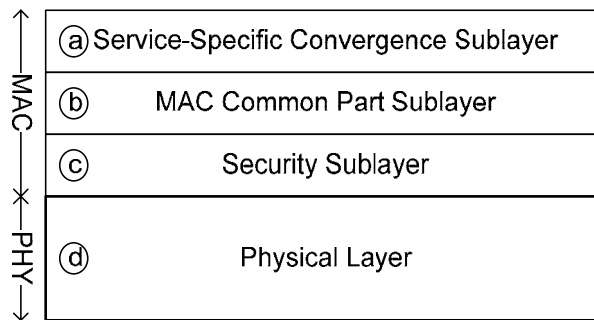 MAC
PHY
ⓐ Service-Specific Convergence Sublayer
ⓑ MAC Common Part Sublayer
ⓒ Security Sublayer
ⓓ Physical Layer